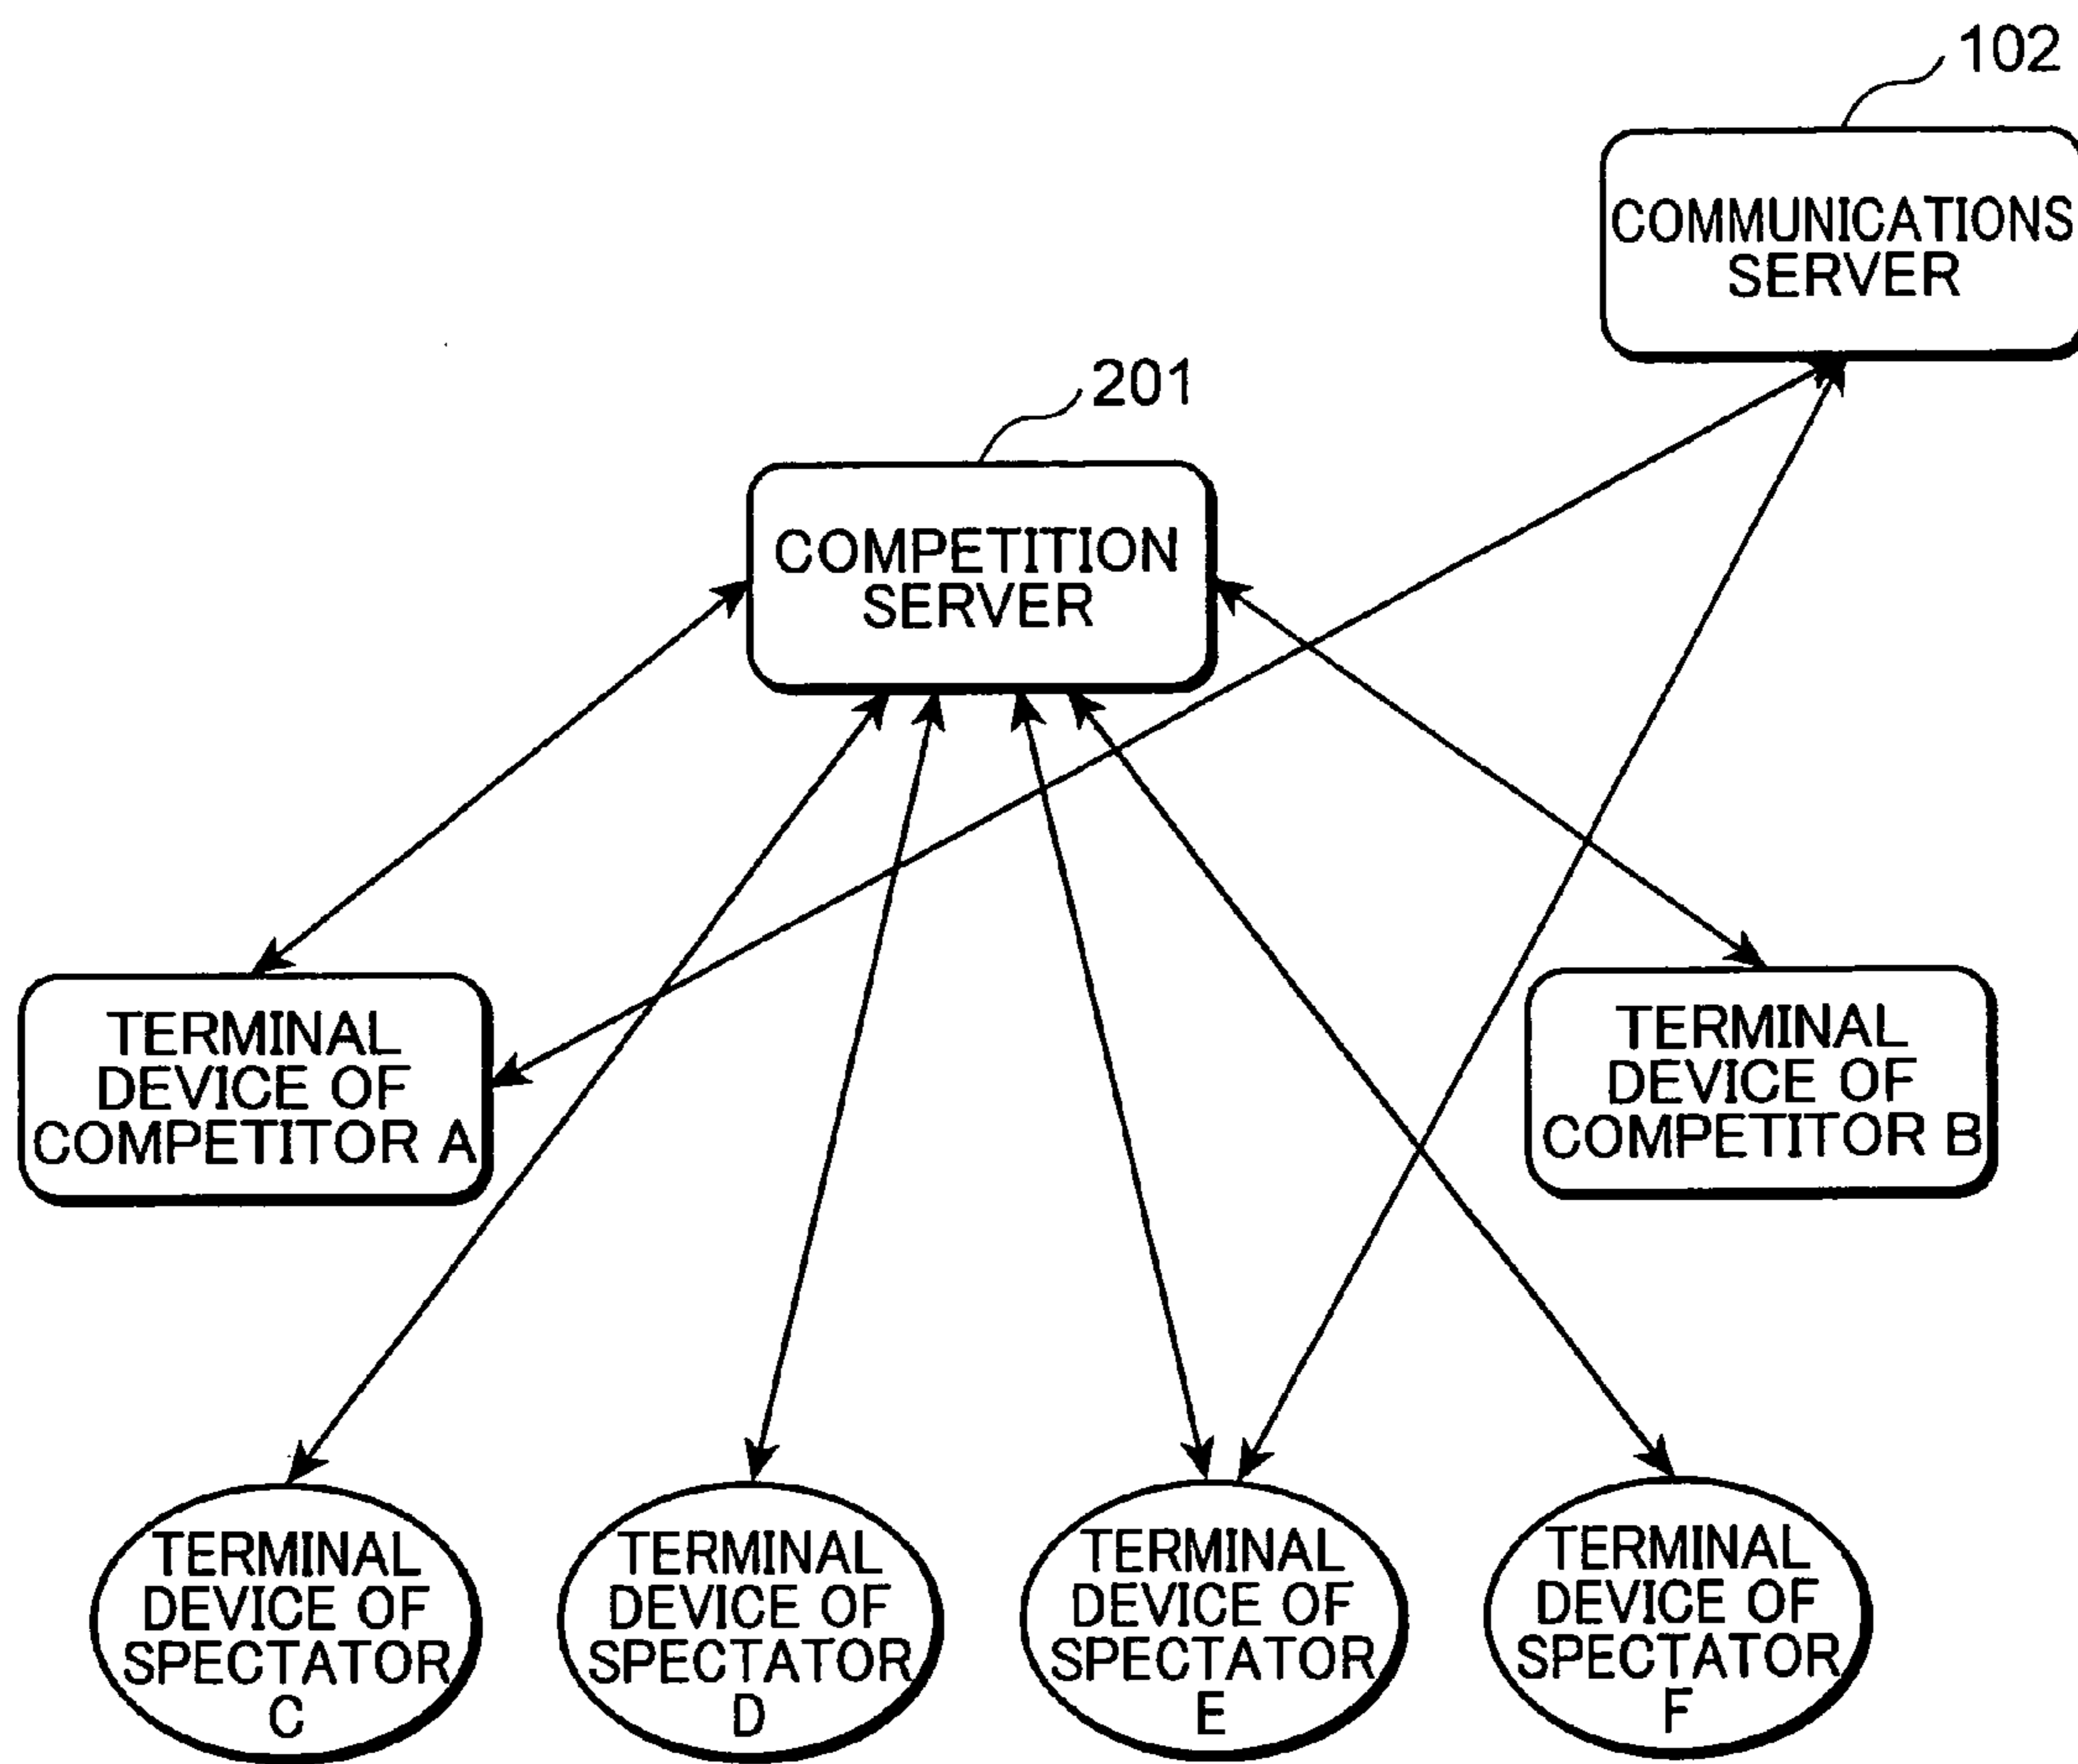 102
COMMUNICATIONS
SERVER
201
COMPETITION
SERVER
TERMINAL
DEVICE OF
COMPETITOR A
TERMINAL
DEVICE OF
COMPETITOR B
TERMINAL
DEVICE OF
SPECTATOR
C
TERMINAL
DEVICE OF
SPECTATOR
D
TERMINAL
DEVICE OF
SPECTATOR
E
TERMINAL
DEVICE OF
SPECTATOR
F